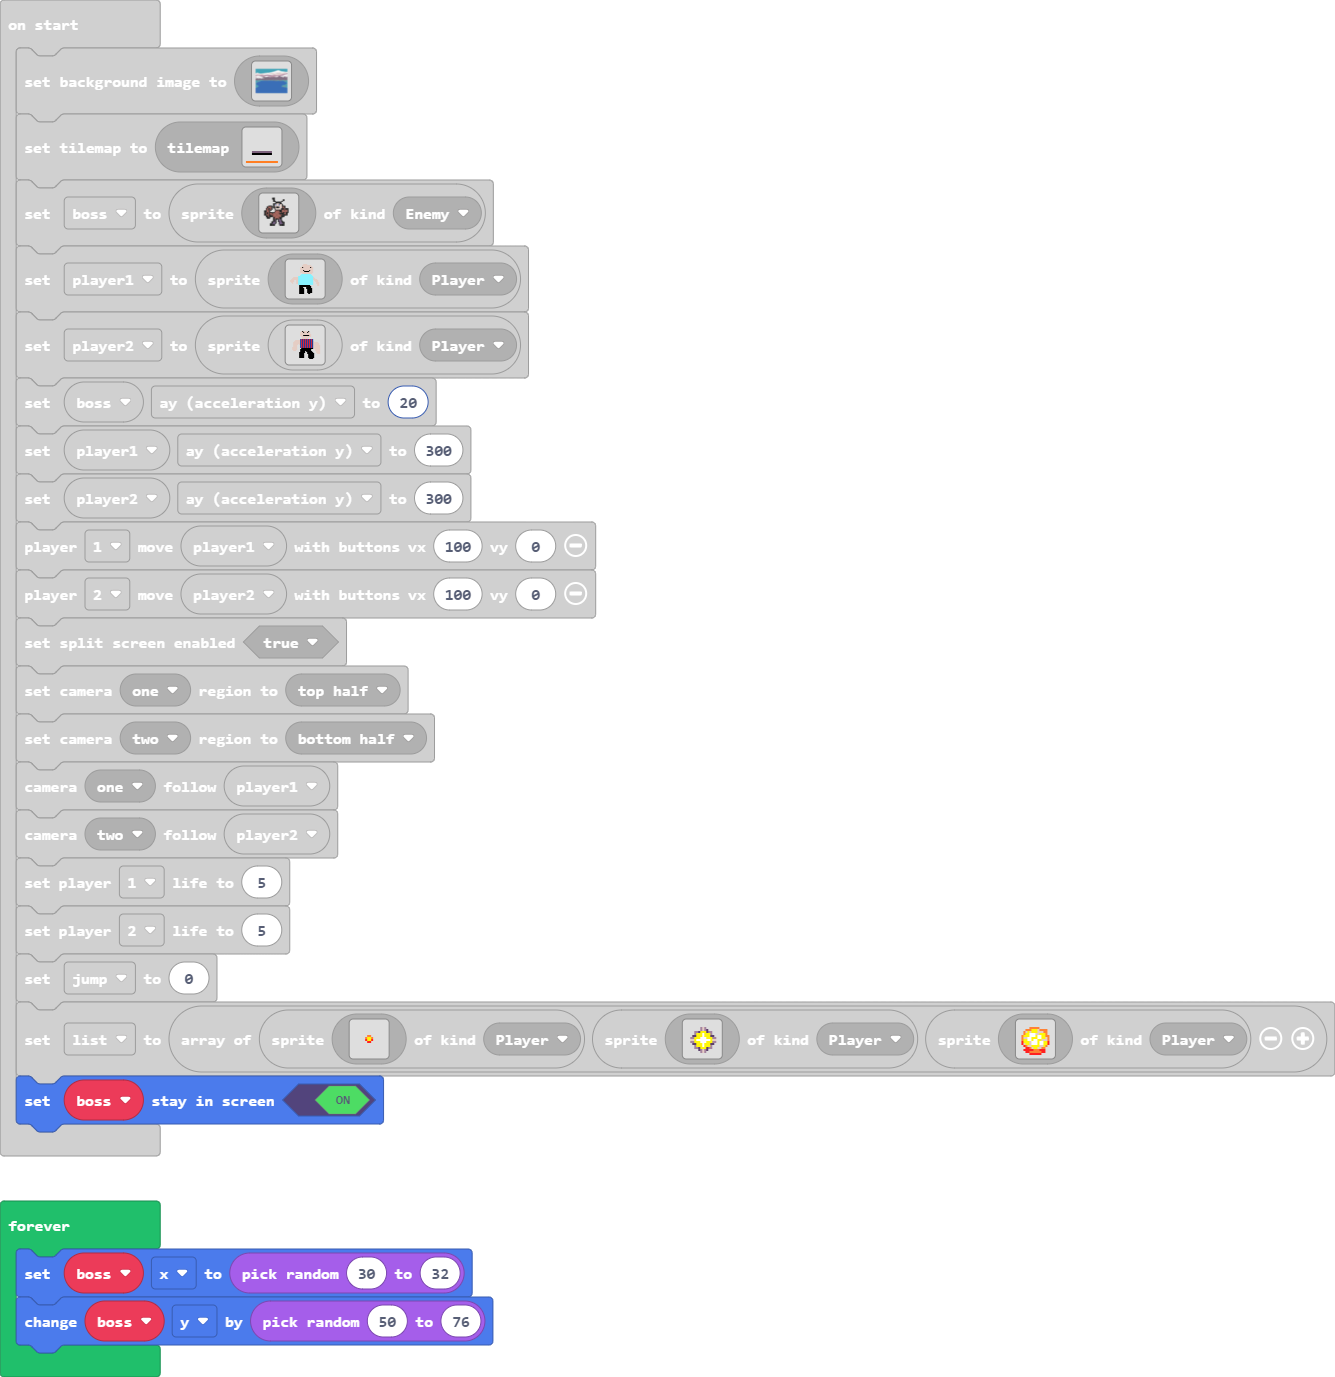 on start
set background image to
set tilemap to tilemap
set boss to sprite of kind Enemy
set player1 to sprite of kind Player
set player2 to sprite of kind Player
set boss ay (acceleration y) to 20
set player1 ay (acceleration y) to 300
set player2 ay (acceleration y) to 300
player 1 move player1 with buttons vx 100 vy 0
player 2 move player2 with buttons vx 100 vy 0
set split screen enabled true
set camera one region to top half
set camera two region to bottom half
camera one follow player1
camera two follow player2
set player 1 life to 5
set player 2 life to 5
set jump to 0
set list to array of sprite of kind Player sprite of kind Player sprite of kind Player
set boss stay in screen ON
forever
set boss x to pick random 30 to 32
change boss y by pick random 50 to 76